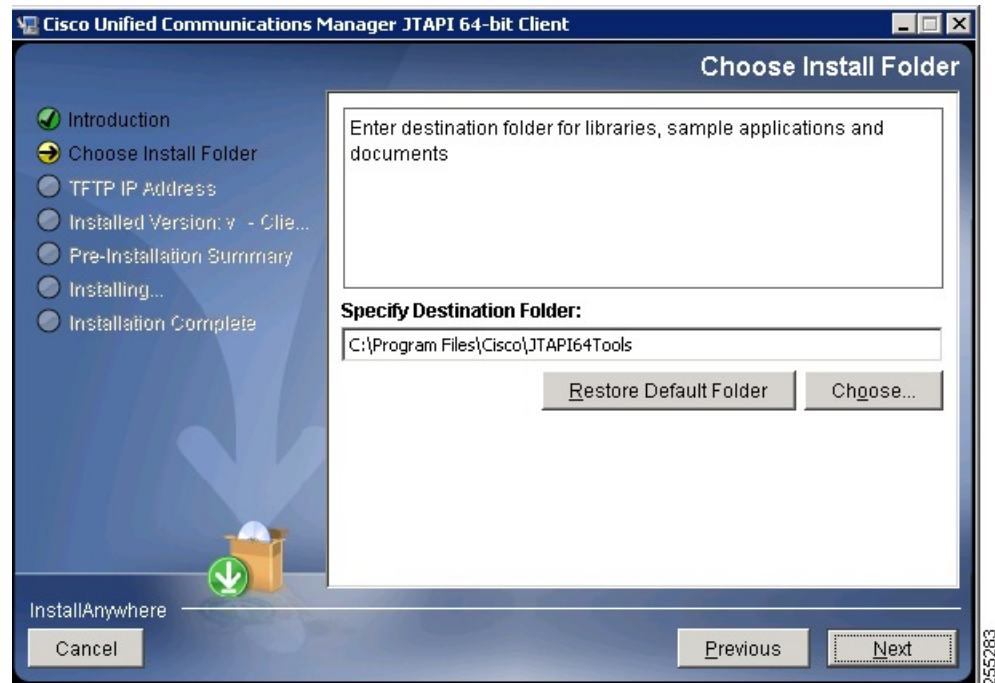 Cisco Unified Communications Manager JTAPI 64-bit Client
Choose Install Folder
Introduction
Choose Install Folder
TFTP IP Address
Installed Version: v - Clie...
Pre-Installation Summary
Installing...
Installation Complete
Enter destination folder for libraries, sample applications and
documents
Specify Destination Folder:
C:\Program Files\Cisco\JTAPI64Tools
Restore Default Folder
Choose...
InstallAnywhere
Cancel
Previous
Next
255283